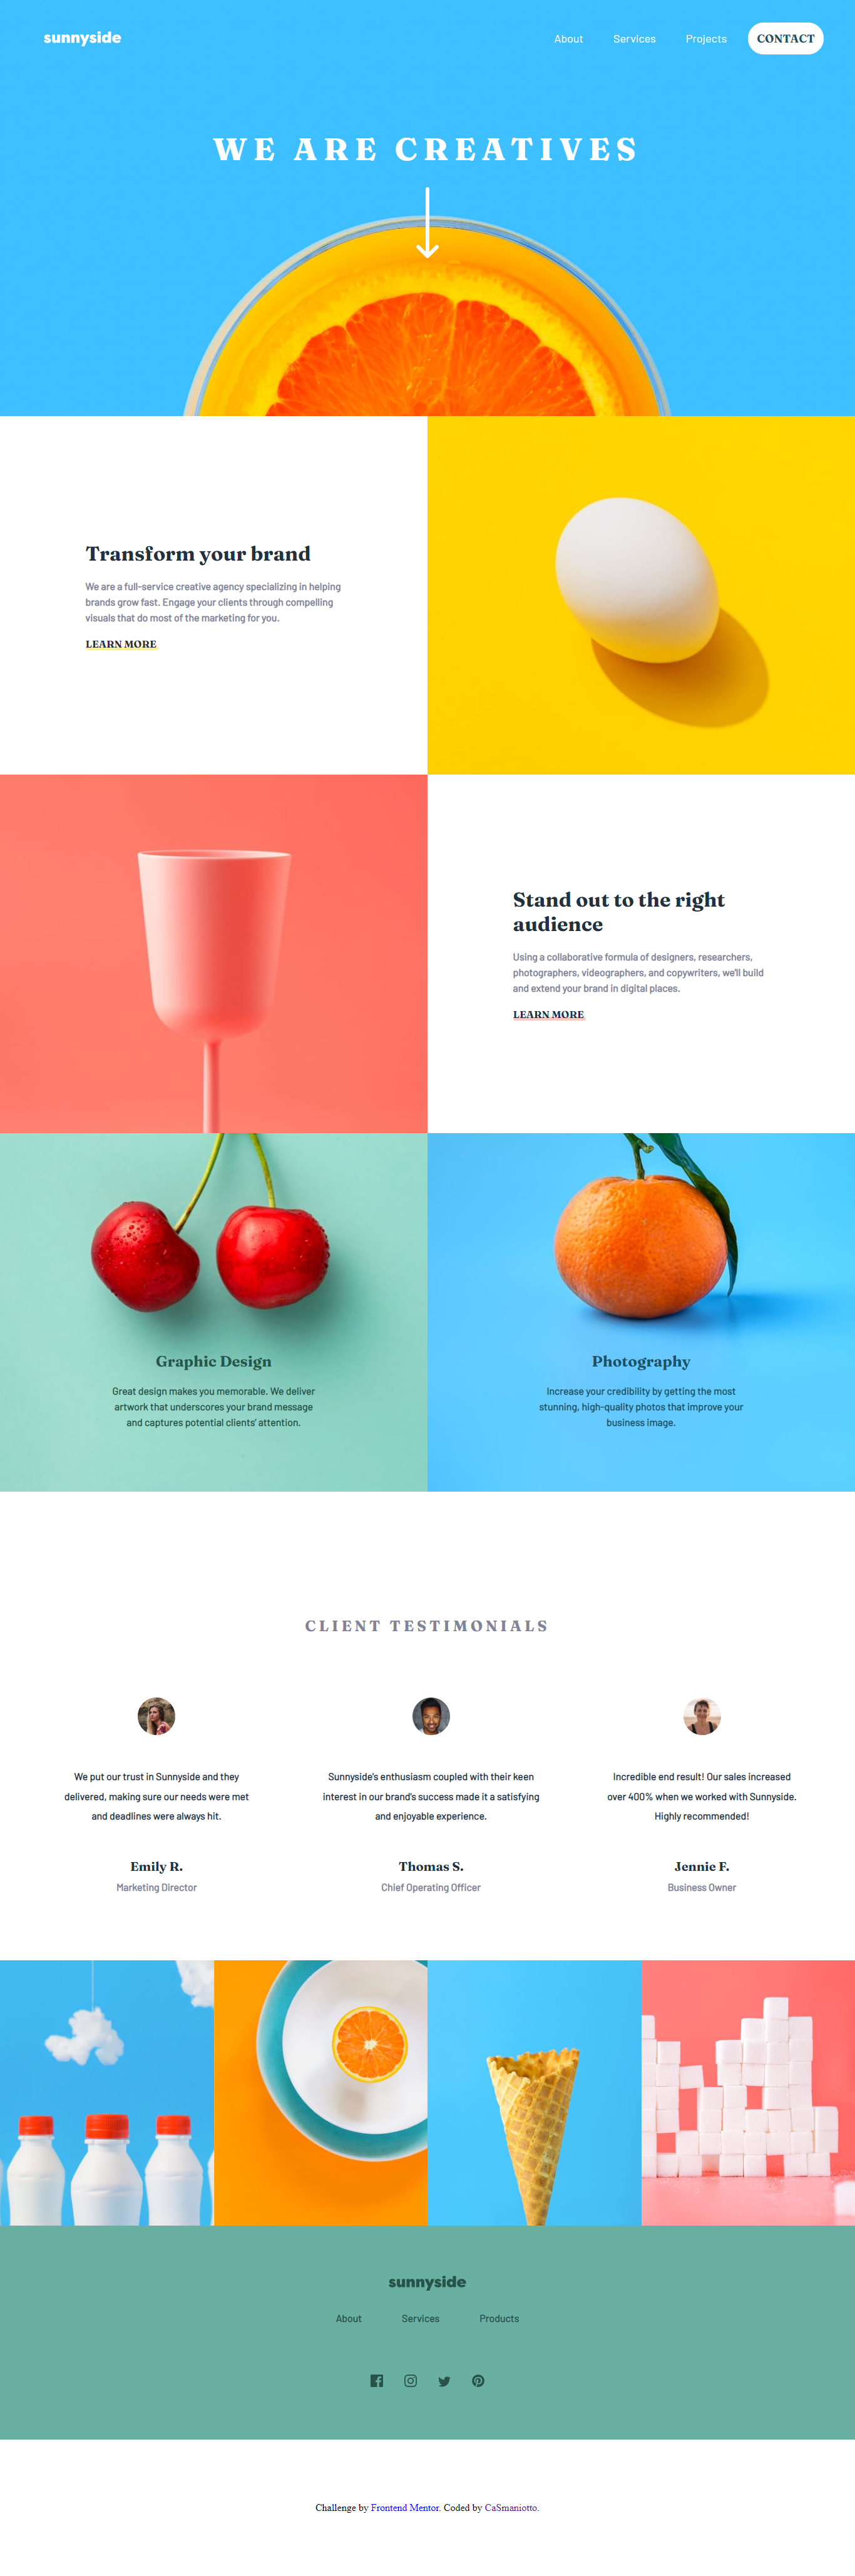 sunnyside
About Services Projects CONTACT
WE ARE CREATIVES
Transform your brand
We are a full-service creative agency specializing in helping
brands grow fast. Engage your clients through compelling
visuals that do most of the marketing for you.
LEARN MORE
Stand out to the right
audience
Using a collaborative formula of designers, researchers,
photographers, videographers, and copywriters, we'll build
and extend your brand in digital places.
LEARN MORE
Graphic Design
Great design makes you memorable. We deliver
artwork that underscores your brand message
and captures potential clients' attention.
Photography
Increase your credibility by getting the most
stunning, high-quality photos that improve your
business image.
CLIENT TESTIMONIALS
We put our trust in Sunnyside and they
delivered, making sure our needs were met
and deadlines were always hit.
Emily R.
Marketing Director
Sunnyside's enthusiasm coupled with their keen
interest in our brand's success made it a satisfying
and enjoyable experience.
Thomas S.
Chief Operating Officer
Incredible end result! Our sales increased
over 400% when we worked with Sunnyside.
Highly recommended!
Jennie F.
Business Owner
sunnyside
About Services Products
Challenge by Frontend Mentor. Coded by CaSmaniotto.